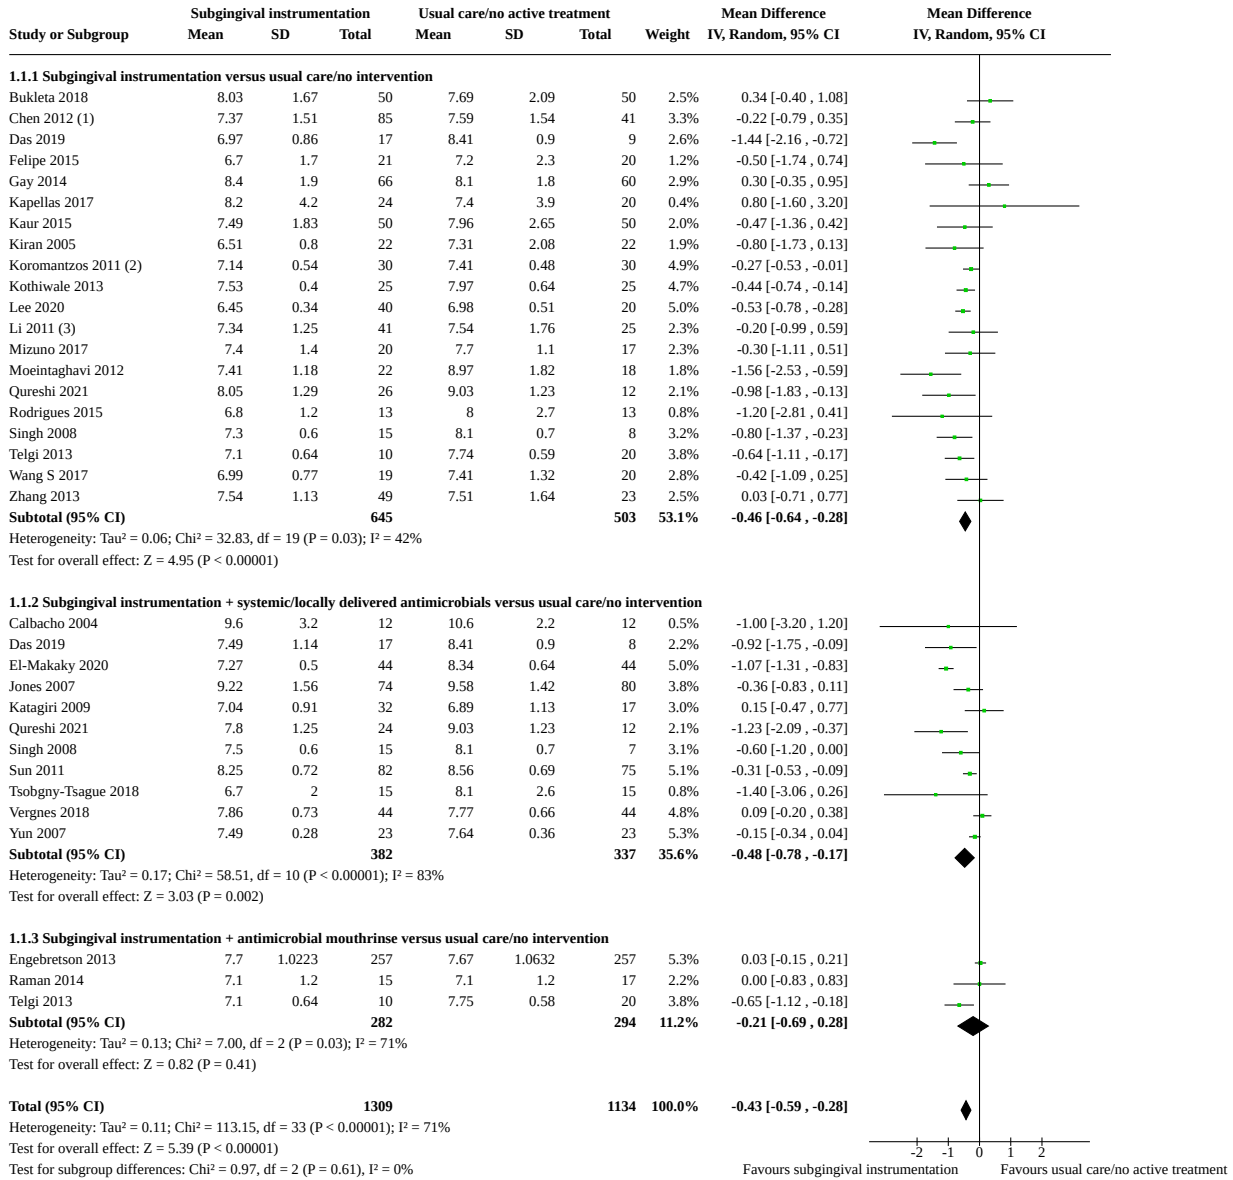 Subgingival instrumentation Usual care/no active treatment Mean Difference Mean Difference
Study or Subgroup Mean SD Total Mean SD Total Weight IV, Random, 95% CI IV, Random, 95% CI
1.1.1 Subgingival instrumentation versus usual care/no intervention
Bukleta 2018 8.03 1.67 50 7.69 2.09 50 2.5% 0.34 [-0.40 , 1.08]
Chen 2012 (1) 7.37 1.51 85 7.59 1.54 41 3.3% -0.22 [-0.79 , 0.35]
Das 2019 6.97 0.86 17 8.41 0.9 9 2.6% -1.44 [-2.16 , -0.72]
Felipe 2015 6.7 1.7 21 7.2 2.3 20 1.2% -0.50 [-1.74 , 0.74]
Gay 2014 8.4 1.9 66 8.1 1.8 60 2.9% 0.30 [-0.35 , 0.95]
Kapellas 2017 8.2 4.2 24 7.4 3.9 20 0.4% 0.80 [-1.60 , 3.20]
Kaur 2015 7.49 1.83 50 7.96 2.65 50 2.0% -0.47 [-1.36 , 0.42]
Kiran 2005 6.51 0.8 22 7.31 2.08 22 1.9% -0.80 [-1.73 , 0.13]
Koromantzos 2011 (2) 7.14 0.54 30 7.41 0.48 30 4.9% -0.27 [-0.53 , -0.01]
Kothiwale 2013 7.53 0.4 25 7.97 0.64 25 4.7% -0.44 [-0.74 , -0.14]
Lee 2020 6.45 0.34 40 6.98 0.51 20 5.0% -0.53 [-0.78 , -0.28]
Li 2011 (3) 7.34 1.25 41 7.54 1.76 25 2.3% -0.20 [-0.99 , 0.59]
Mizuno 2017 7.4 1.4 20 7.7 1.1 17 2.3% -0.30 [-1.11 , 0.51]
Moeintaghavi 2012 7.41 1.18 22 8.97 1.82 18 1.8% -1.56 [-2.53 , -0.59]
Qureshi 2021 8.05 1.29 26 9.03 1.23 12 2.1% -0.98 [-1.83 , -0.13]
Rodrigues 2015 6.8 1.2 13 8 2.7 13 0.8% -1.20 [-2.81 , 0.41]
Singh 2008 7.3 0.6 15 8.1 0.7 8 3.2% -0.80 [-1.37 , -0.23]
Telgi 2013 7.1 0.64 10 7.74 0.59 20 3.8% -0.64 [-1.11 , -0.17]
Wang S 2017 6.99 0.77 19 7.41 1.32 20 2.8% -0.42 [-1.09 , 0.25]
Zhang 2013 7.54 1.13 49 7.51 1.64 23 2.5% 0.03 [-0.71 , 0.77]
Subtotal (95% CI) 645 503 53.1% -0.46 [-0.64 , -0.28]
Heterogeneity: Tau² = 0.06; Chi² = 32.83, df = 19 (P = 0.03); I² = 42%
Test for overall effect: Z = 4.95 (P < 0.00001)
1.1.2 Subgingival instrumentation + systemic/locally delivered antimicrobials versus usual care/no intervention
Calbacho 2004 9.6 3.2 12 10.6 2.2 12 0.5% -1.00 [-3.20 , 1.20]
Das 2019 7.49 1.14 17 8.41 0.9 8 2.2% -0.92 [-1.75 , -0.09]
El-Makaky 2020 7.27 0.5 44 8.34 0.64 44 5.0% -1.07 [-1.31 , -0.83]
Jones 2007 9.22 1.56 74 9.58 1.42 80 3.8% -0.36 [-0.83 , 0.11]
Katagiri 2009 7.04 0.91 32 6.89 1.13 17 3.0% 0.15 [-0.47 , 0.77]
Qureshi 2021 7.8 1.25 24 9.03 1.23 12 2.1% -1.23 [-2.09 , -0.37]
Singh 2008 7.5 0.6 15 8.1 0.7 7 3.1% -0.60 [-1.20 , 0.00]
Sun 2011 8.25 0.72 82 8.56 0.69 75 5.1% -0.31 [-0.53 , -0.09]
Tsobgny-Tsague 2018 6.7 2 15 8.1 2.6 15 0.8% -1.40 [-3.06 , 0.26]
Vergnes 2018 7.86 0.73 44 7.77 0.66 44 4.8% 0.09 [-0.20 , 0.38]
Yun 2007 7.49 0.28 23 7.64 0.36 23 5.3% -0.15 [-0.34 , 0.04]
Subtotal (95% CI) 382 337 35.6% -0.48 [-0.78 , -0.17]
Heterogeneity: Tau² = 0.17; Chi² = 58.51, df = 10 (P < 0.00001); I² = 83%
Test for overall effect: Z = 3.03 (P = 0.002)
1.1.3 Subgingival instrumentation + antimicrobial mouthrinse versus usual care/no intervention
Engebretson 2013 7.7 1.0223 257 7.67 1.0632 257 5.3% 0.03 [-0.15 , 0.21]
Raman 2014 7.1 1.2 15 7.1 1.2 17 2.2% 0.00 [-0.83 , 0.83]
Telgi 2013 7.1 0.64 10 7.75 0.58 20 3.8% -0.65 [-1.12 , -0.18]
Subtotal (95% CI) 282 294 11.2% -0.21 [-0.69 , 0.28]
Heterogeneity: Tau² = 0.13; Chi² = 7.00, df = 2 (P = 0.03); I² = 71%
Test for overall effect: Z = 0.82 (P = 0.41)
Total (95% CI) 1309 1134 100.0% -0.43 [-0.59 , -0.28]
Heterogeneity: Tau² = 0.11; Chi² = 113.15, df = 33 (P < 0.00001); I² = 71%
Test for overall effect: Z = 5.39 (P < 0.00001)
-2 -1 0 1 2
Test for subgroup differences: Chi² = 0.97, df = 2 (P = 0.61), I² = 0% Favours subgingival instrumentation Favours usual care/no active treatment